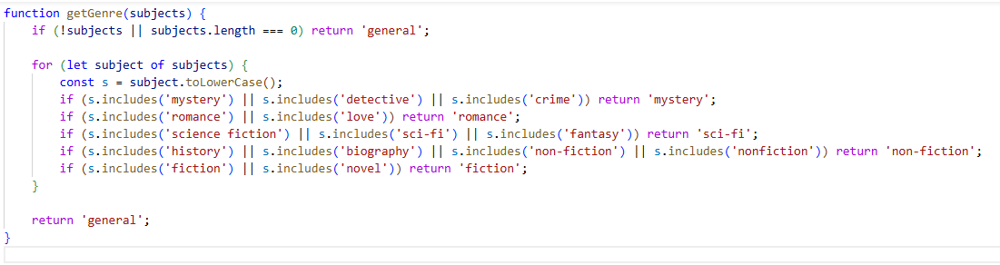 function getGenre(subjects) {
    if (!subjects || subjects.length === 0) return 'general';

    for (let subject of subjects) {
        const s = subject.toLowerCase();
        if (s.includes('mystery') || s.includes('detective') || s.includes('crime')) return 'mystery';
        if (s.includes('romance') || s.includes('love')) return 'romance';
        if (s.includes('science fiction') || s.includes('sci-fi') || s.includes('fantasy')) return 'sci-fi';
        if (s.includes('history') || s.includes('biography') || s.includes('non-fiction') || s.includes('nonfiction')) return 'non-fiction';
        if (s.includes('fiction') || s.includes('novel')) return 'fiction';
    }

    return 'general';
}